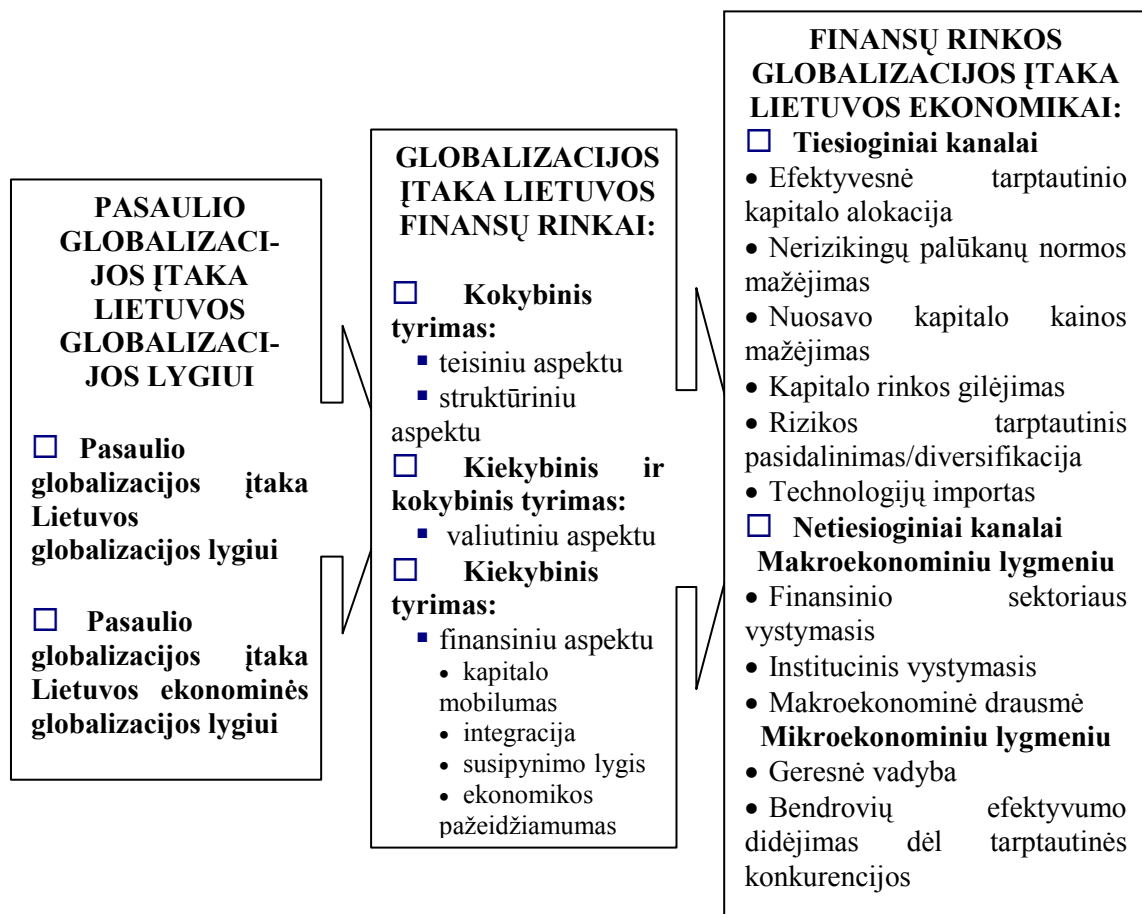 PASAULIO
GLOBALIZACI-
JOS ĮTAKA
LIETUVOS
GLOBALIZACI-
JOS LYGIUI
☐ Pasaulio
globalizacijos įtaka
Lietuvos
globalizacijos lygiui
☐ Pasaulio
globalizacijos įtaka
Lietuvos ekonominės
globalizacijos lygiui
GLOBALIZACIJOS
ĮTAKA LIETUVOS
FINANSŲ RINKAI:
☐ Kokybinis
tyrimas:
▪ teisiniu aspektu
▪ struktūriniu
aspektu
☐ Kiekybinis ir
kokybinis tyrimas:
▪ valiutiniu aspektu
☐ Kiekybinis
tyrimas:
▪ finansiniu aspektu
• kapitalo
mobilumas
• integracija
• susipynimo lygis
• ekonomikos
pažeidžiamumas
FINANSŲ RINKOS
GLOBALIZACIJOS ĮTAKA
LIETUVOS EKONOMIKAI:
☐ Tiesioginiai kanalai
• Efektyvesnė tarptautinio
kapitalo alokacija
• Nerizikingų palūkanų normos
mažėjimas
• Nuosavo kapitalo kainos
mažėjimas
• Kapitalo rinkos gilėjimas
• Rizikos tarptautinis
pasidalinimas/diversifikacija
• Technologijų importas
☐ Netiesioginiai kanalai
Makroekonominiu lygmeniu
• Finansinio sektoriaus
vystymasis
• Institucinis vystymasis
• Makroekonominė drausmė
Mikroekonominiu lygmeniu
• Geresnė vadyba
• Bendrovių efektyvumo
didėjimas dėl tarptautinės
konkurencijos